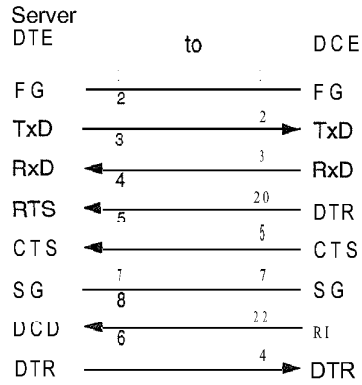 Server
DTE to DCE
FG 2 FG
TxD 3 2 TxD
RxD 4 3 RxD
RTS 5 20 DTR
CTS 5 CTS
SG 7 8 7 SG
DCD 6 22 RI
DTR 4 DTR